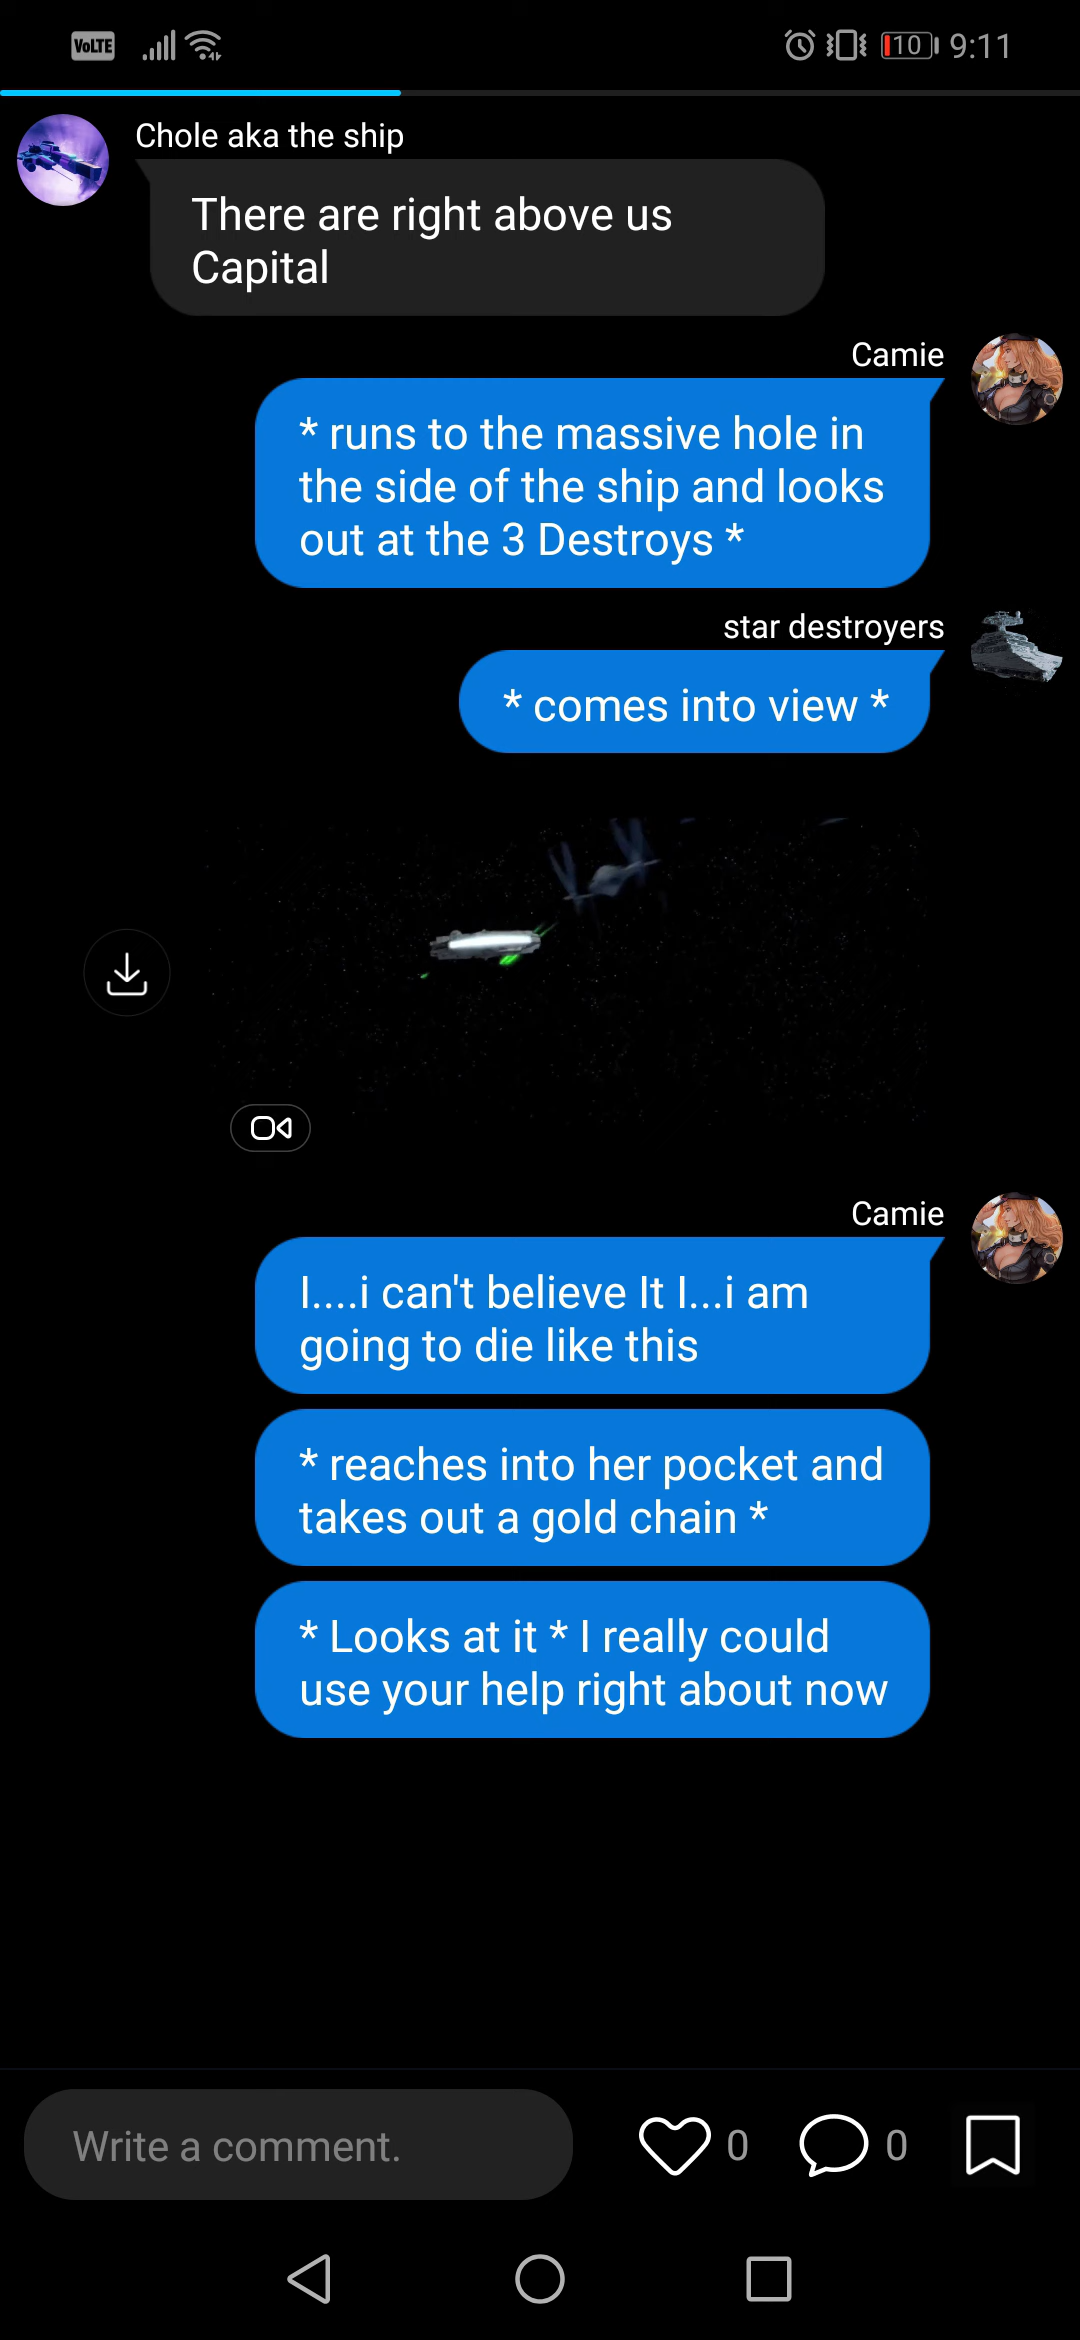 VoLTE
10
9:11
Chole aka the ship
There are right above us
Capital
Camie
* runs to the massive hole in
the side of the ship and looks
out at the 3 Destroys *
star destroyers
* comes into view *
Camie
I....i can't believe It I...i am
going to die like this
* reaches into her pocket and
takes out a gold chain *
* Looks at it * I really could
use your help right about now
Write a comment.
0
0